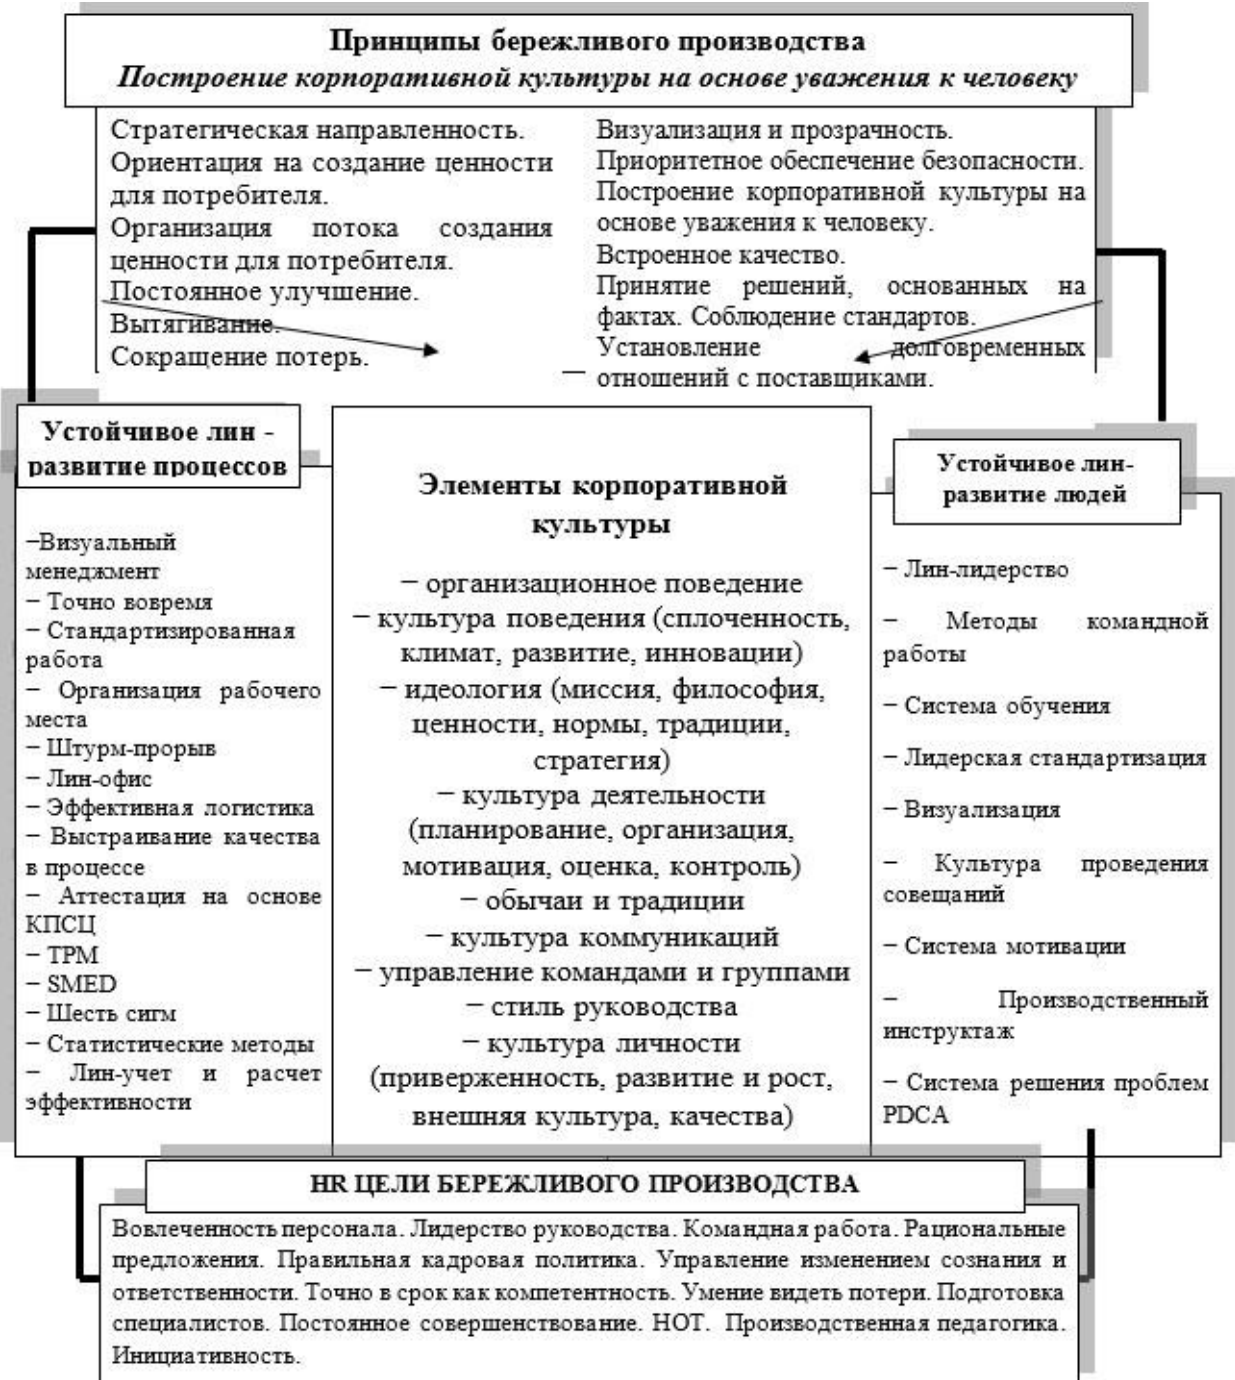 Принципы бережливого производства
Построение корпоративной культуры на основе уважения к человеку
Стратегическая направленность.
Ориентация на создание ценности
для потребителя.
Организация потока создания
ценности для потребителя.
Постоянное улучшение.
Вытягивание.
Сокращение потерь.
Визуализация и прозрачность.
Приоритетное обеспечение безопасности.
Построение корпоративной культуры на
основе уважения к человеку.
Встроенное качество.
Принятие решений, основанных на
фактах. Соблюдение стандартов.
Установление долговременных
отношений с поставщиками.
Устойчивое лин -
развитие процессов
−Визуальный
менеджмент
− Точно вовремя
− Стандартизированная
работа
− Организация рабочего
места
− Штурм-прорыв
− Лин-офис
− Эффективная логистика
− Выстраивание качества
в процессе
− Аттестация на основе
КПСЦ
− ТРМ
− SMED
− Шесть сигм
− Статистические методы
− Лин-учет и расчет
эффективности
Элементы корпоративной
культуры
− организационное поведение
− культура поведения (сплоченность,
климат, развитие, инновации)
− идеология (миссия, философия,
ценности, нормы, традиции,
стратегия)
− культура деятельности
(планирование, организация,
мотивация, оценка, контроль)
− обычаи и традиции
− культура коммуникаций
− управление командами и группами
− стиль руководства
− культура личности
(приверженность, развитие и рост,
внешняя культура, качества)
Устойчивое лин-
развитие людей
− Лин-лидерство
− Методы командной
работы
− Система обучения
− Лидерская стандартизация
− Визуализация
− Культура проведения
совещаний
− Система мотивации
− Производственный
инструктаж
− Система решения проблем
PDCA
HR ЦЕЛИ БЕРЕЖЛИВОГО ПРОИЗВОДСТВА
Вовлеченность персонала. Лидерство руководства. Командная работа. Рациональные
предложения. Правильная кадровая политика. Управление изменением сознания и
ответственности. Точно в срок как компетентность. Умение видеть потери. Подготовка
специалистов. Постоянное совершенствование. НОТ. Производственная педагогика.
Инициативность.